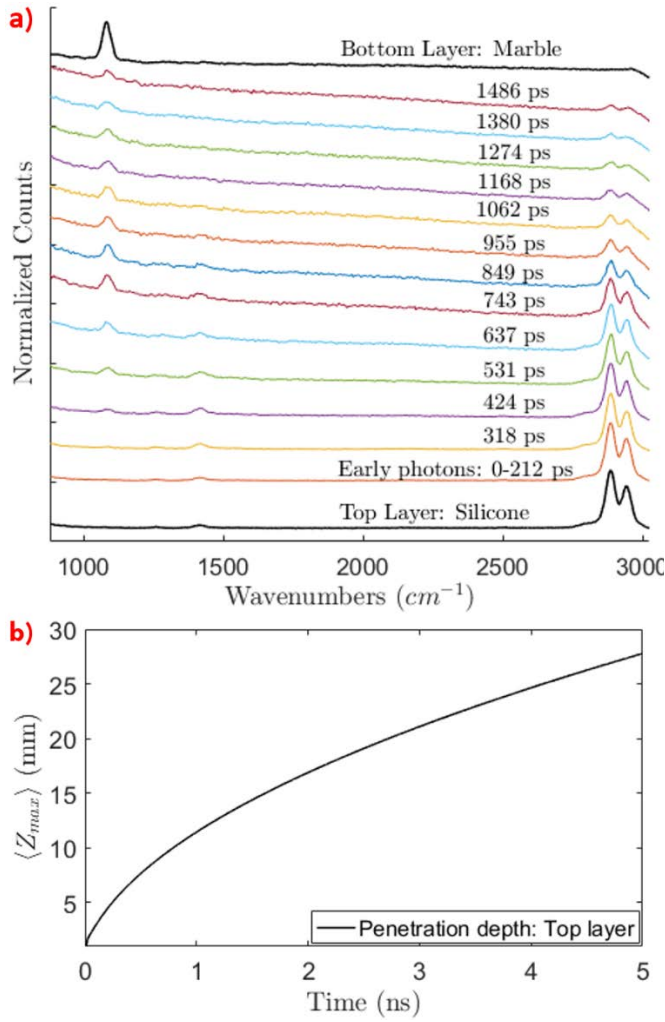 a)
Normalized Counts
Bottom Layer: Marble
1486 ps
1380 ps
1274 ps
1168 ps
1062 ps
955 ps
849 ps
743 ps
637 ps
531 ps
424 ps
318 ps
Early photons: 0-212 ps
Top Layer: Silicone
1000 1500 2000 2500 3000
Wavenumbers (cm⁻¹)
b)
⟨Z_max⟩ (mm)
30
25
20
15
10
5
Penetration depth: Top layer
0 1 2 3 4 5
Time (ns)